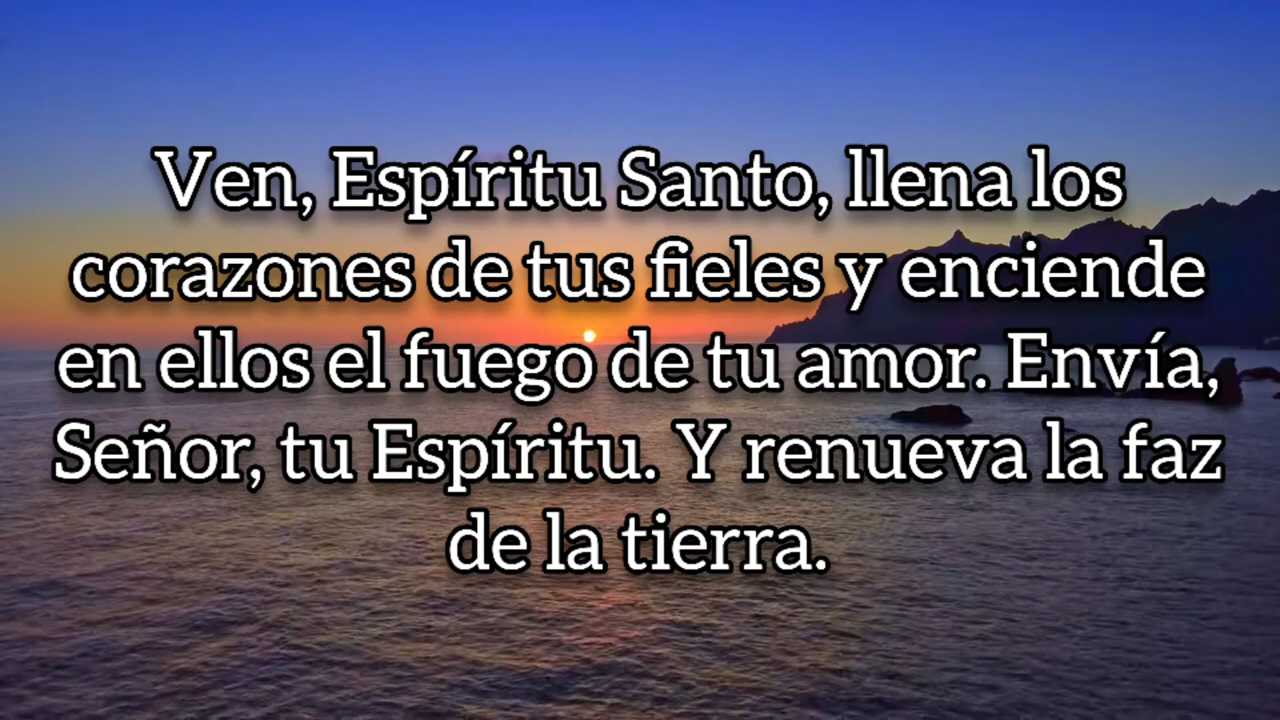 Ven, Espíritu Santo, llena los
corazones de tus fieles y enciende
en ellos el fuego de tu amor. Envía,
Señor, tu Espíritu. Y renueva la faz
de la tierra.